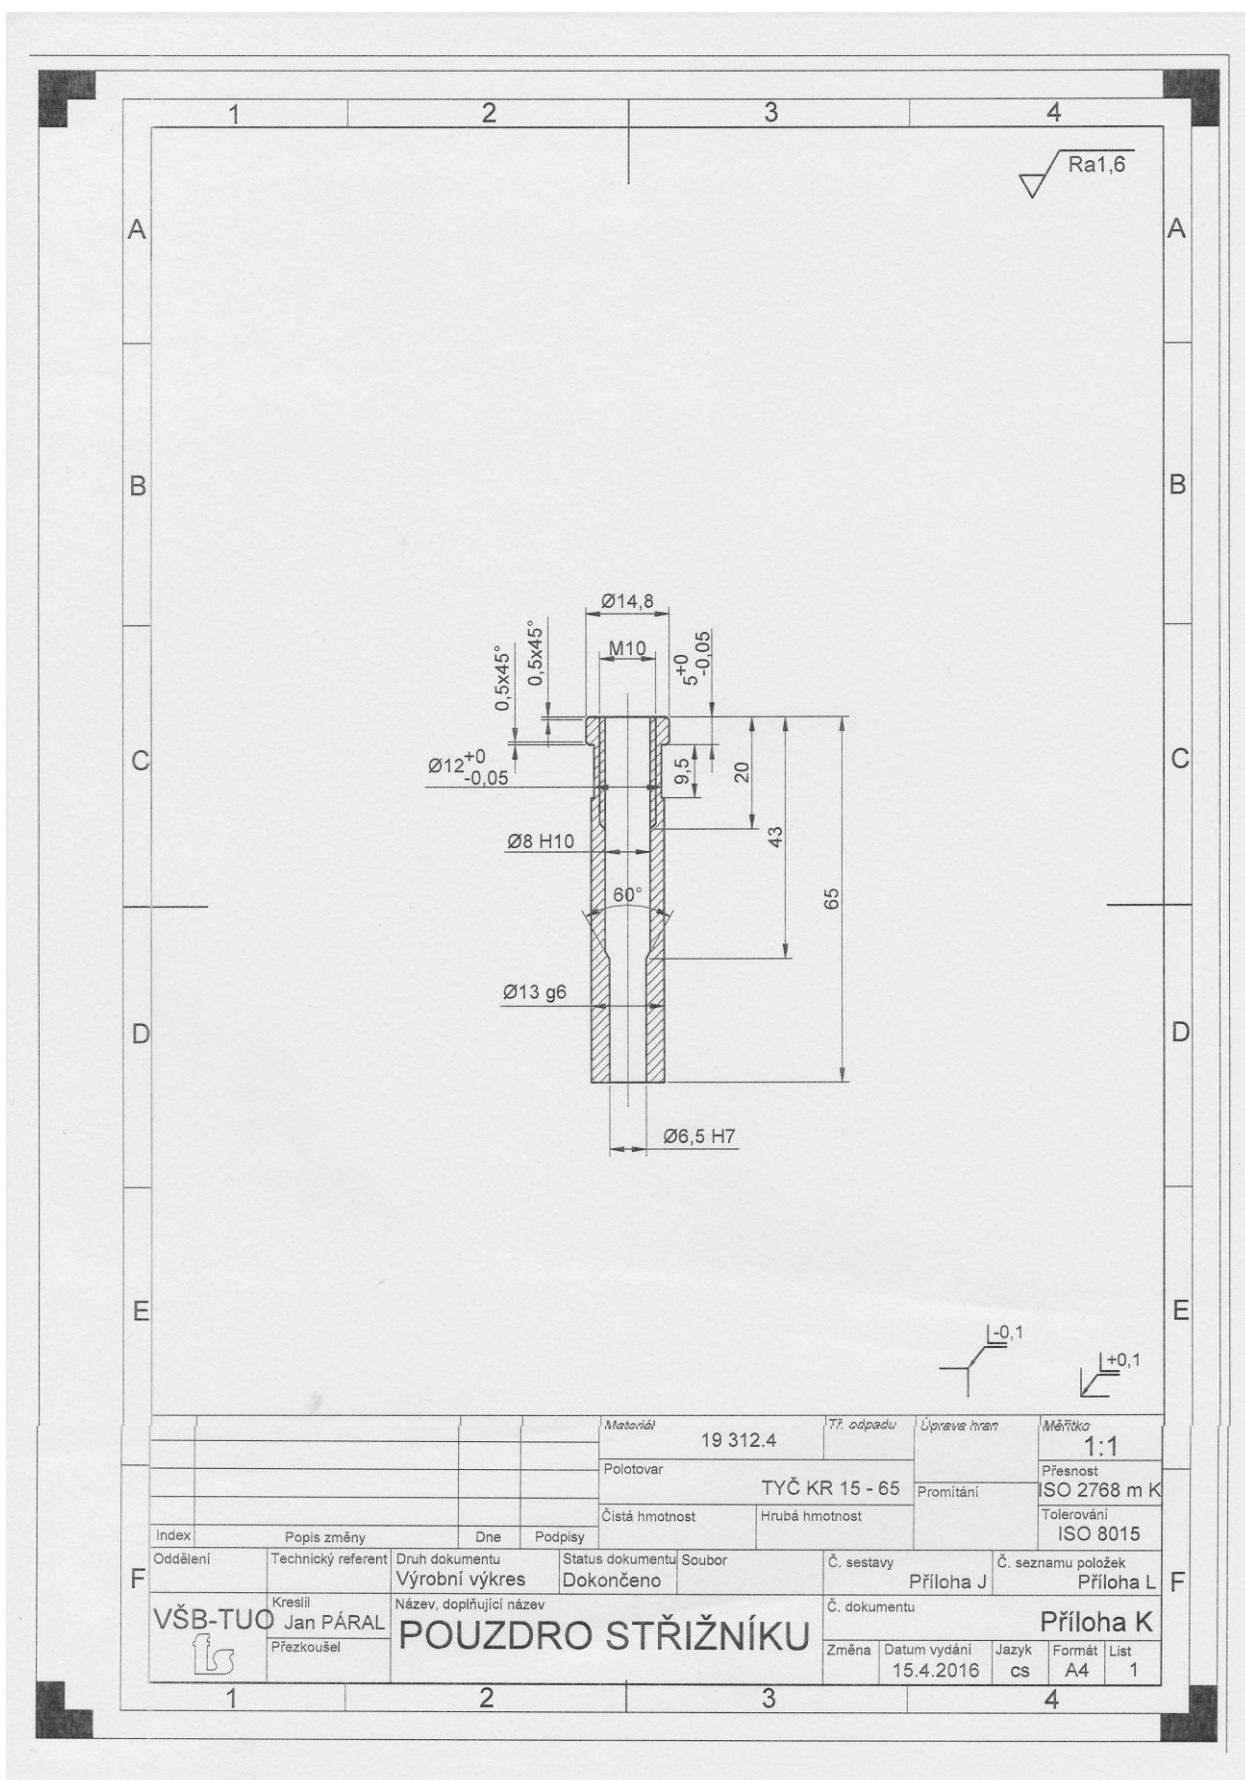 1 2 3 4
Ra1,6
A A
B B
Ø14,8
0,5x45°
0,5x45°
M10
5+0 -0,05
C C
Ø12+0 -0,05
9,5
20
Ø8 H10
43
60°
65
Ø13 g6
D D
Ø6,5 H7
E E
-0,1
+0,1
Materiál
19 312.4
Tř. odpadu
Úprava hran
Měřítko
1:1
Polotovar
TYČ KR 15 - 65
Promítání
Přesnost
ISO 2768 m K
Čistá hmotnost
Hrubá hmotnost
Tolerování
ISO 8015
Index Popis změny Dne Podpisy
Oddělení
Technický referent
Druh dokumentu
Výrobní výkres
Status dokumentu
Dokončeno
Soubor
Č. sestavy
Příloha J
Č. seznamu položek
Příloha L
F F
VŠB-TUO
fs
Kreslil
Jan PÁRAL
Přezkoušel
Název, doplňující název
POUZDRO STŘIŽNÍKU
Č. dokumentu
Příloha K
Změna
Datum vydání
15.4.2016
Jazyk
cs
Formát
A4
List
1
1 2 3 4